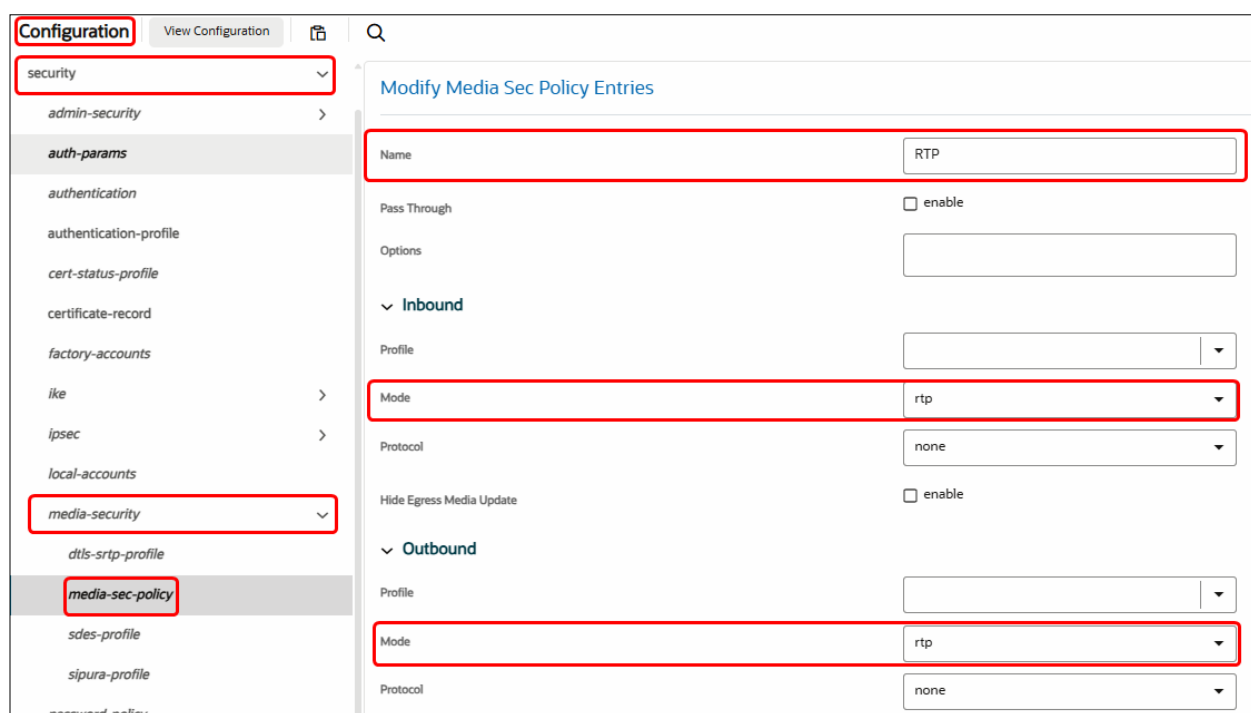 Configuration View Configuration
security
admin-security
auth-params
authentication
authentication-profile
cert-status-profile
certificate-record
factory-accounts
ike
ipsec
local-accounts
media-security
dtls-srtp-profile
media-sec-policy
sdes-profile
sipura-profile
password-policy
Modify Media Sec Policy Entries
Name RTP
Pass Through enable
Options
Inbound
Profile
Mode rtp
Protocol none
Hide Egress Media Update enable
Outbound
Profile
Mode rtp
Protocol none